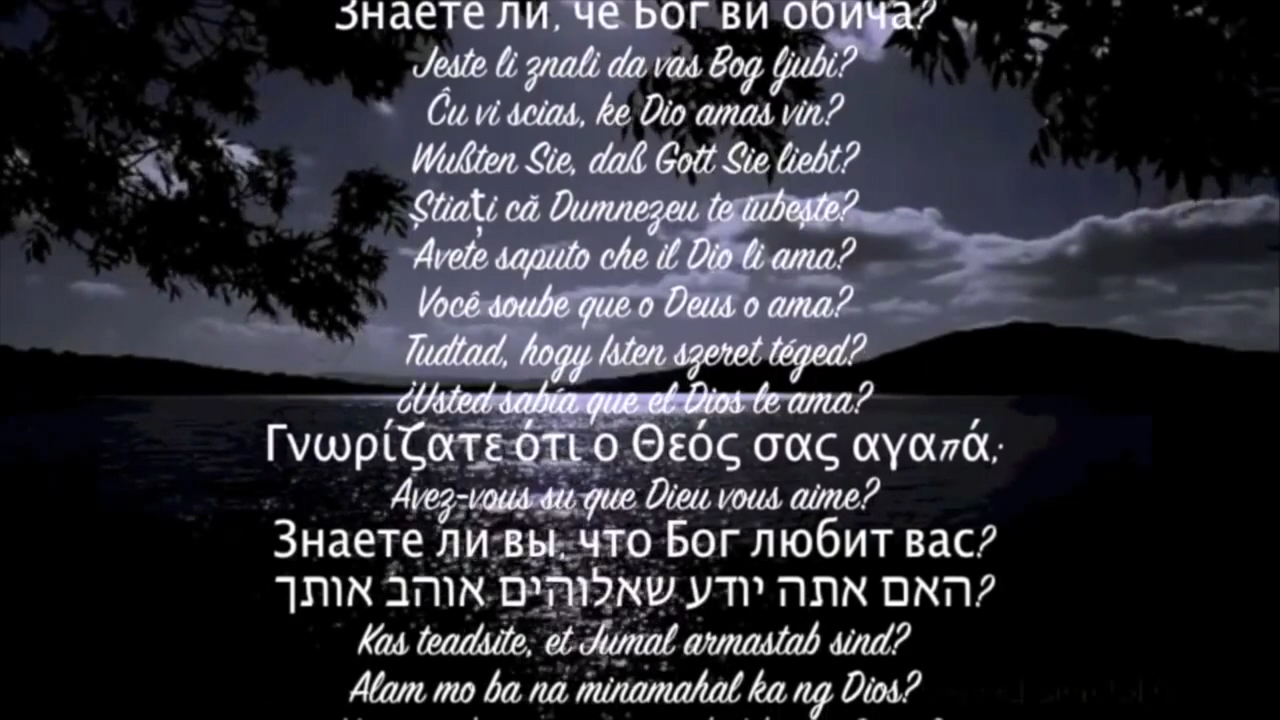 Знаете ли, че Бог ви обича?
Jeste li znali da vas Bog ljubi?
Ĉu vi scias, ke Dio amas vin?
Wußten Sie, daß Gott Sie liebt?
Știați că Dumnezeu te iubește?
Avete saputo che il Dio li ama?
Você soube que o Deus o ama?
Tudtad, hogy Isten szeret téged?
¿Usted sabía que el Dios le ama?
Γνωρίζατε ότι ο Θεός σας αγαπά;
Avez-vous su que Dieu vous aime?
Знаете ли вы, что Бог любит вас?
האם אתה יודע שאלוהים אוהב אותך?
Kas teadsite, et Jumal armastab sind?
Alam mo ba na minamahal ka ng Dios?